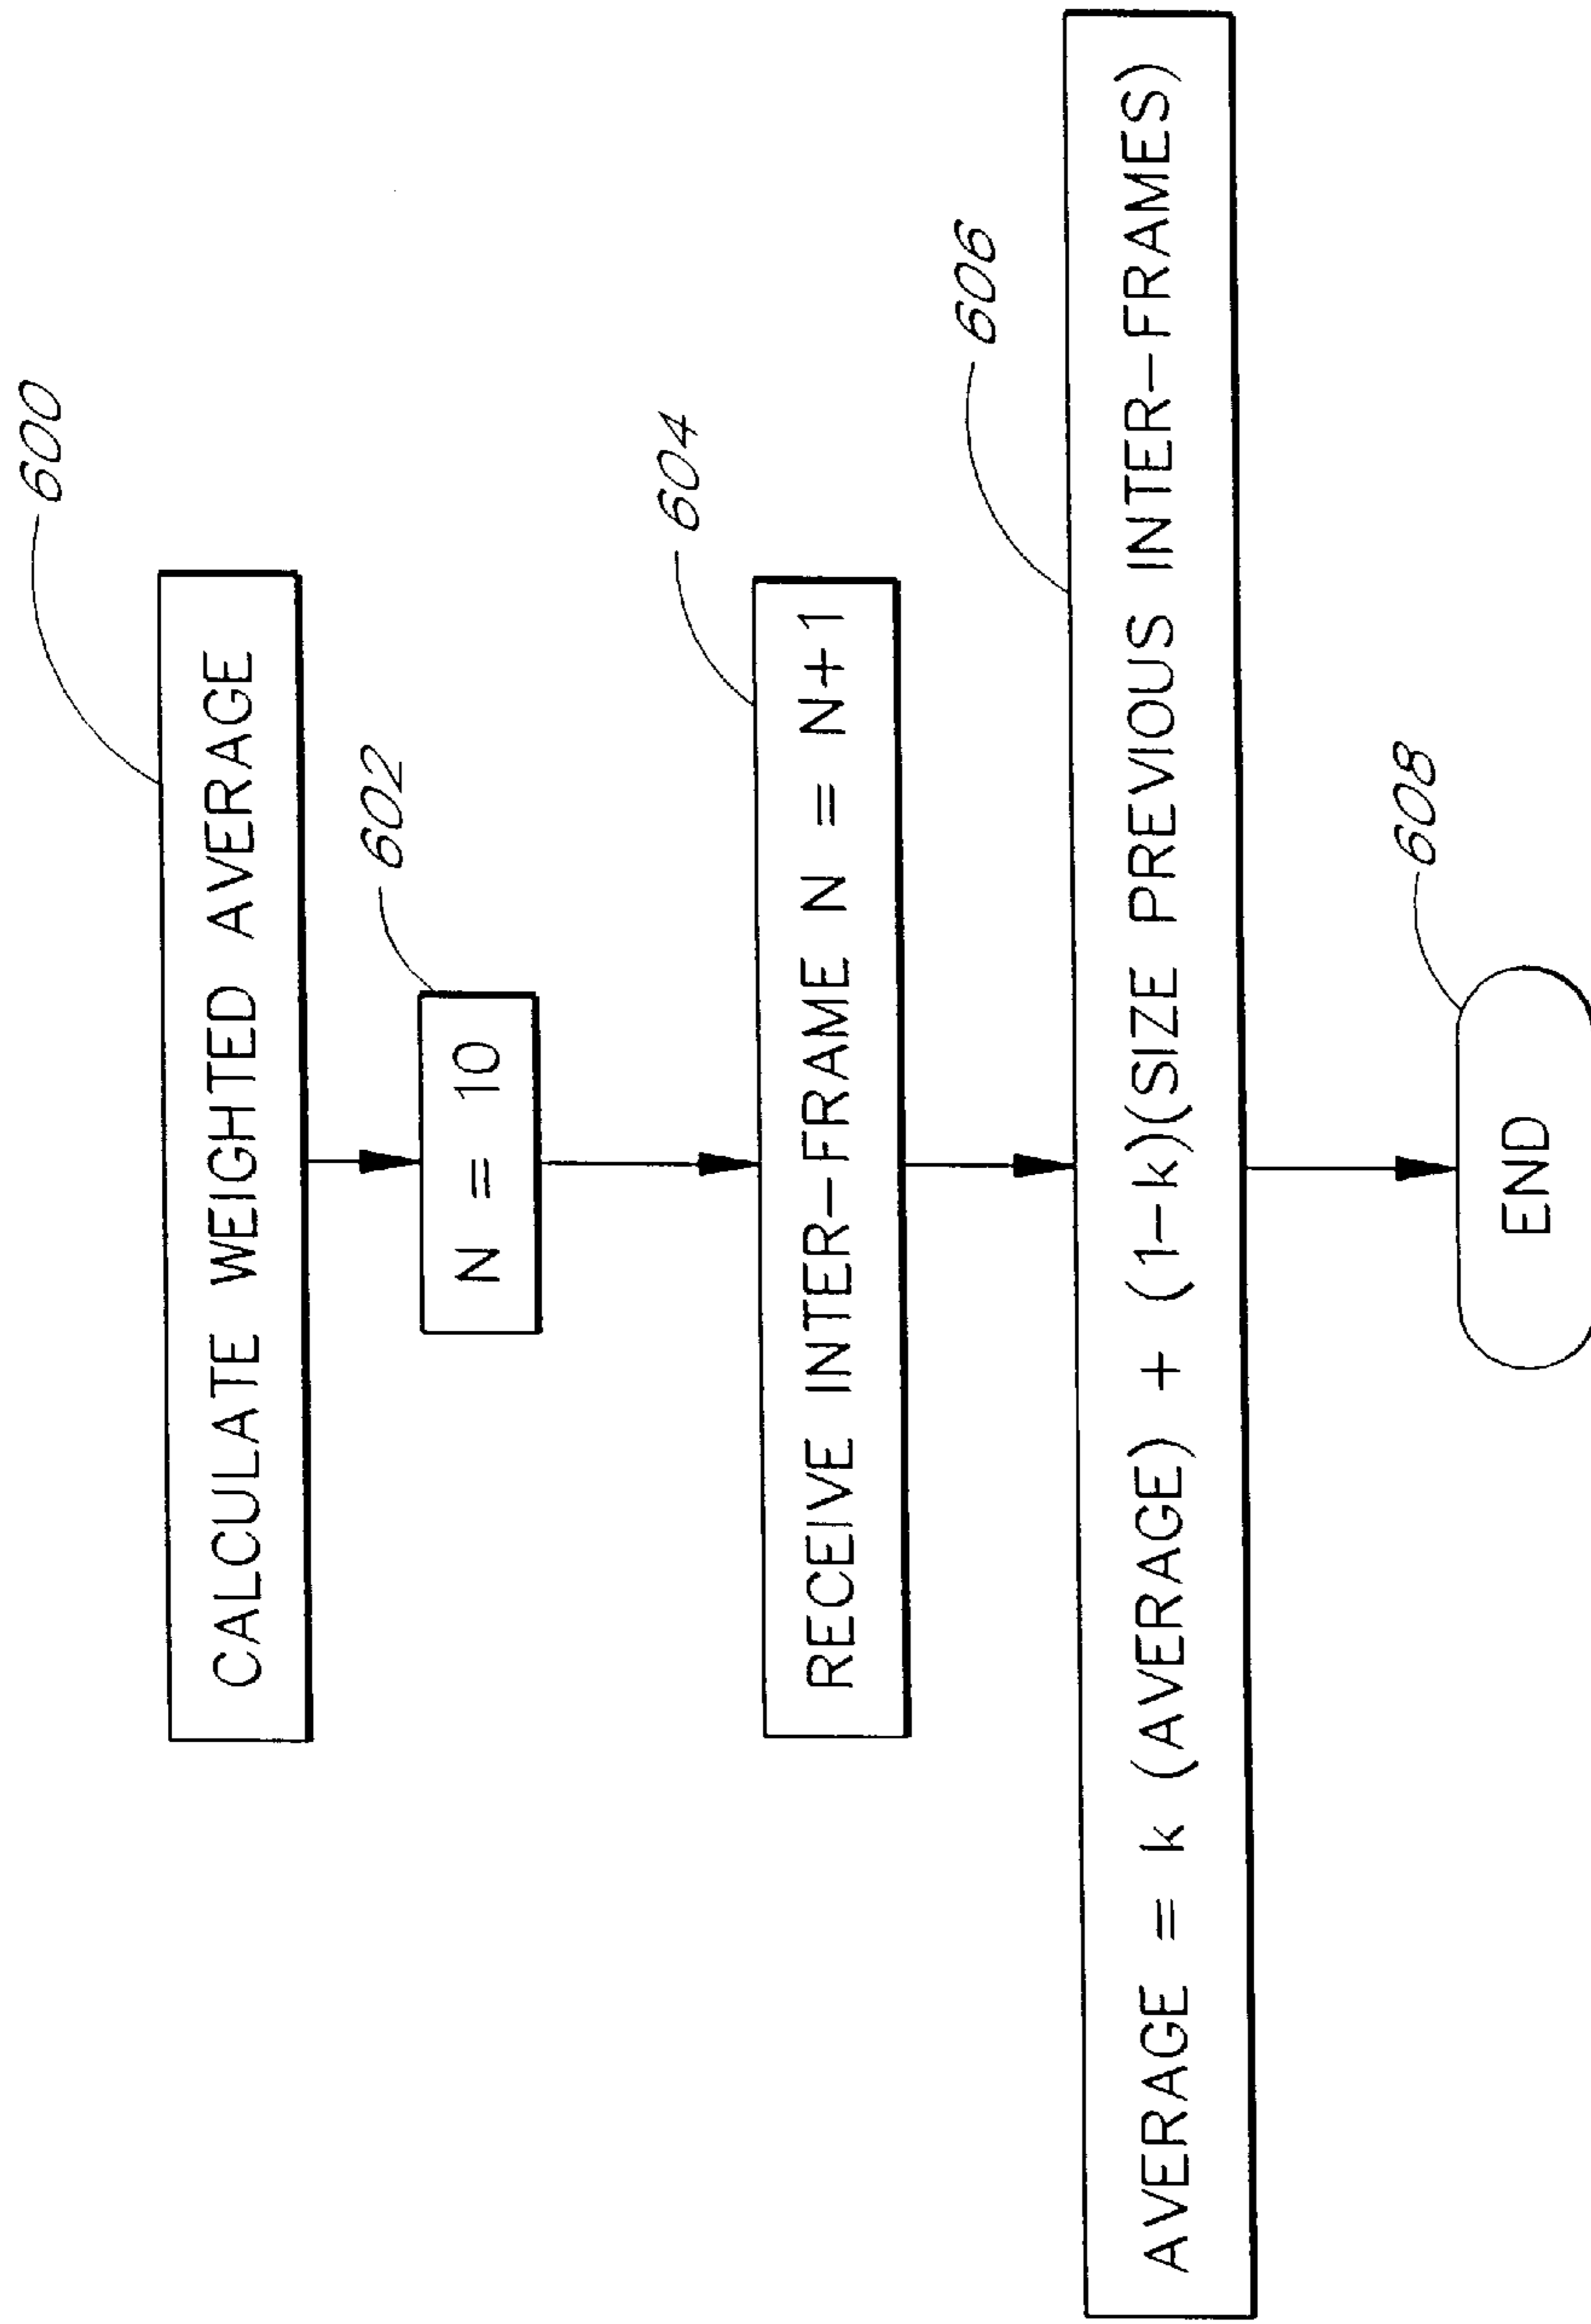 600
CALCULATE WEIGHTED AVERAGE
602
N = 10
604
RECEIVE INTER-FRAME N = N+1
606
AVERAGE = k (AVERAGE) + (1-k)(SIZE PREVIOUS INTER-FRAMES)
608
END